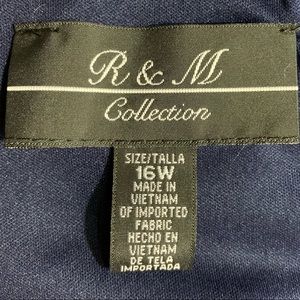 R & M
Collection
SIZE/TALLA
16W
MADE IN
VIETNAM
OF IMPORTED
FABRIC
HECHO EN
VIETNAM
DE TELA
IMPORTADA